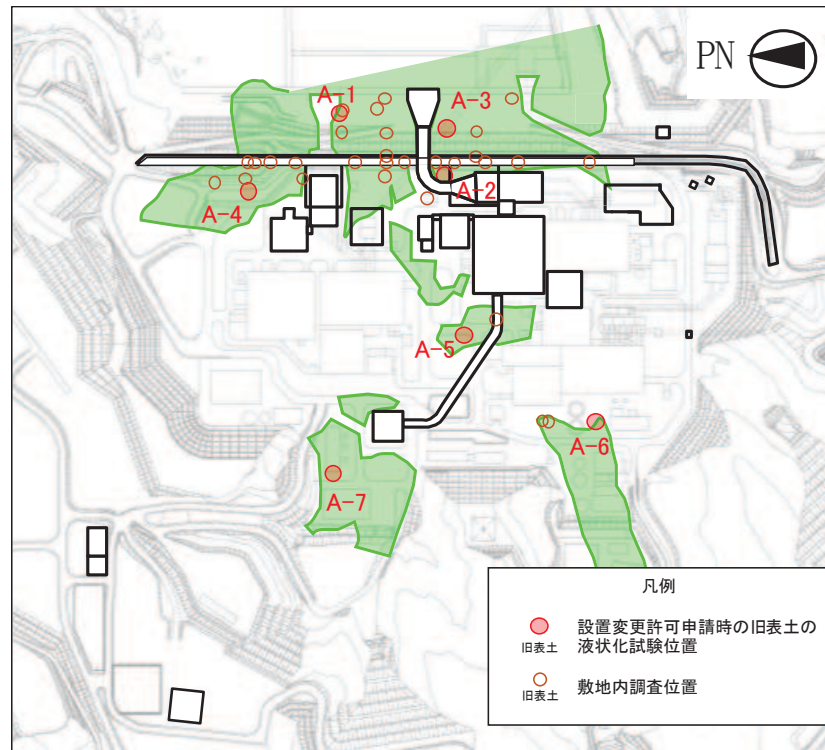 PN
A-1
A-3
A-2
A-4
A-5
A-6
A-7
凡例
旧表土
設置変更許可申請時の旧表土の
液状化試験位置
旧表土
敷地内調査位置